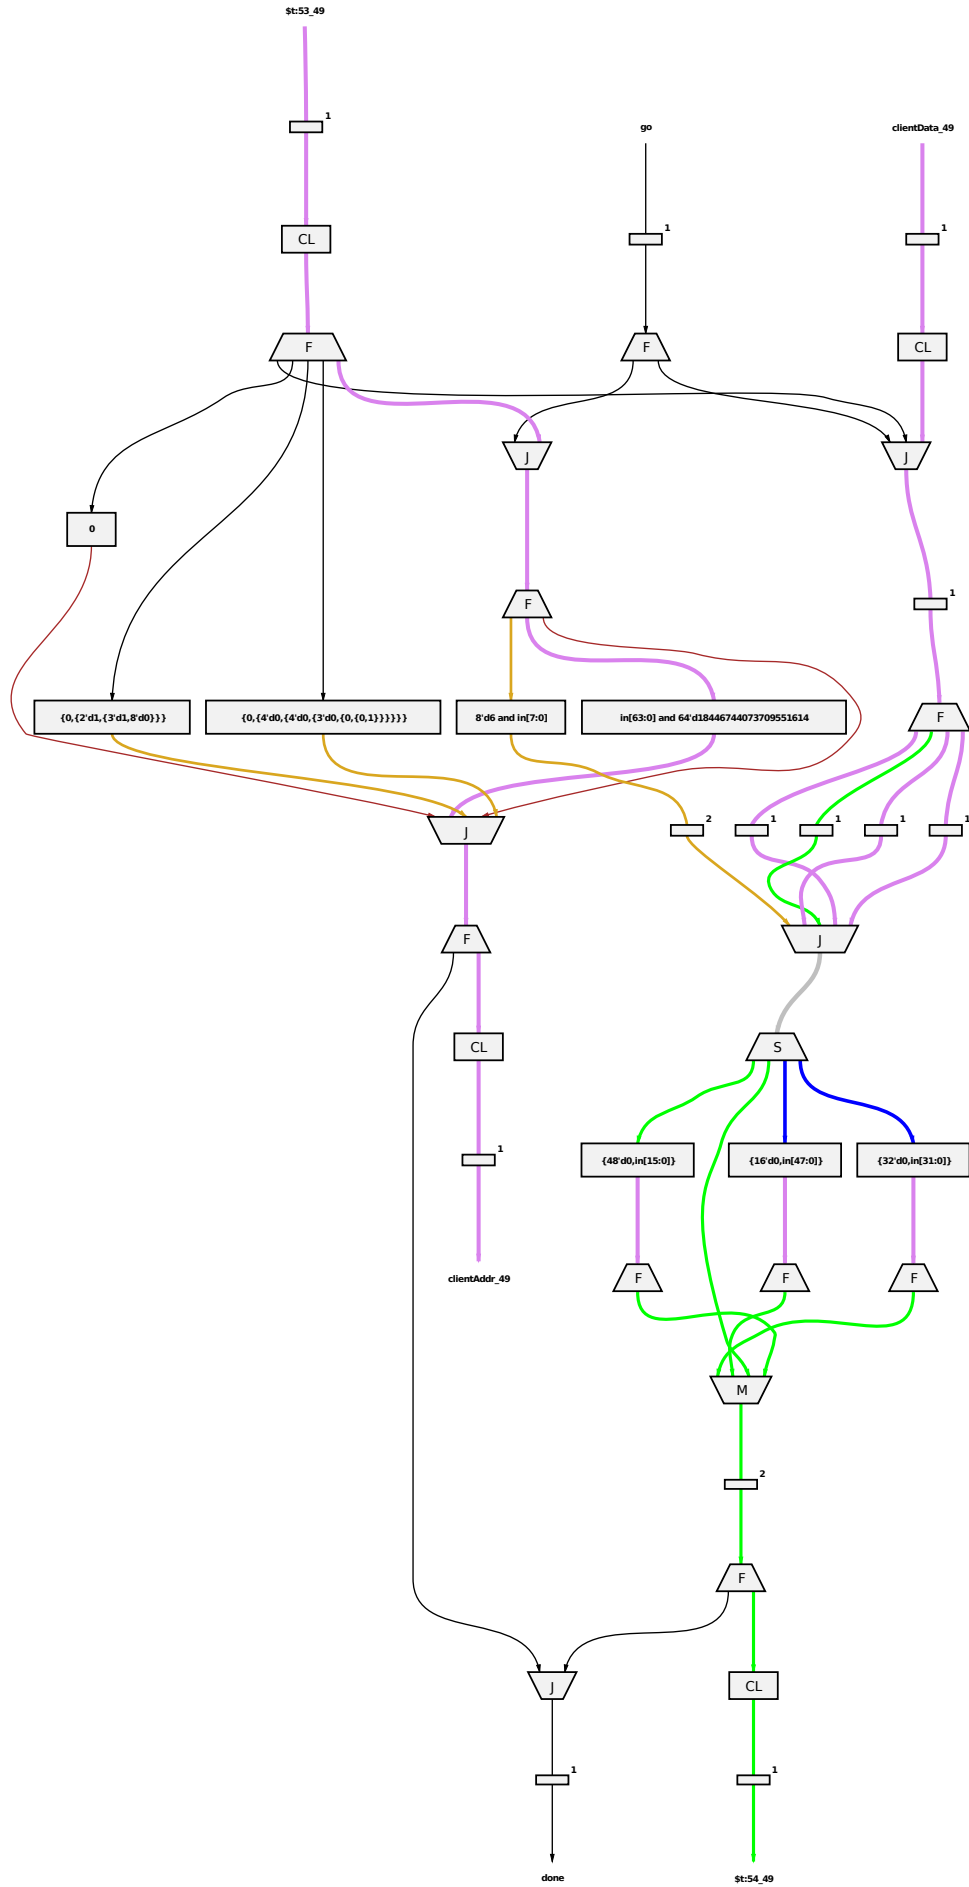 $t:53_49
1
go
clientData_49
1
1
CL
F
F
CL
J
J
0
F
1
{0,{2'd1,{3'd1,8'd0}}}
{0,{4'd0,{4'd0,{3'd0,{0,{0,1}}}}}}
8'd6 and in[7:0]
in[63:0] and 64'd18446744073709551614
F
2
1
1
1
1
J
F
J
CL
S
1
{48'd0,in[15:0]}
{16'd0,in[47:0]}
{32'd0,in[31:0]}
clientAddr_49
F
F
F
M
2
F
J
CL
1
1
done
$t:54_49